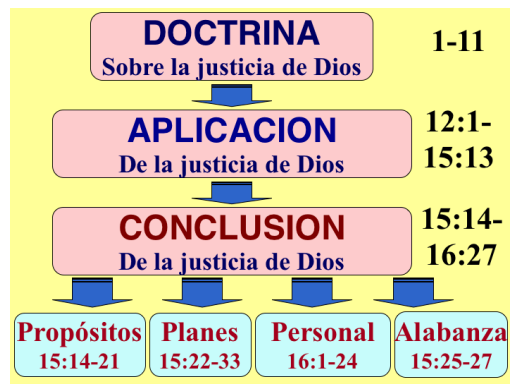 DOCTRINA
Sobre la justicia de Dios
1-11
APLICACION
De la justicia de Dios
12:1-
15:13
CONCLUSION
De la justicia de Dios
15:14-
16:27
Propósitos
15:14-21
Planes
15:22-33
Personal
16:1-24
Alabanza
15:25-27